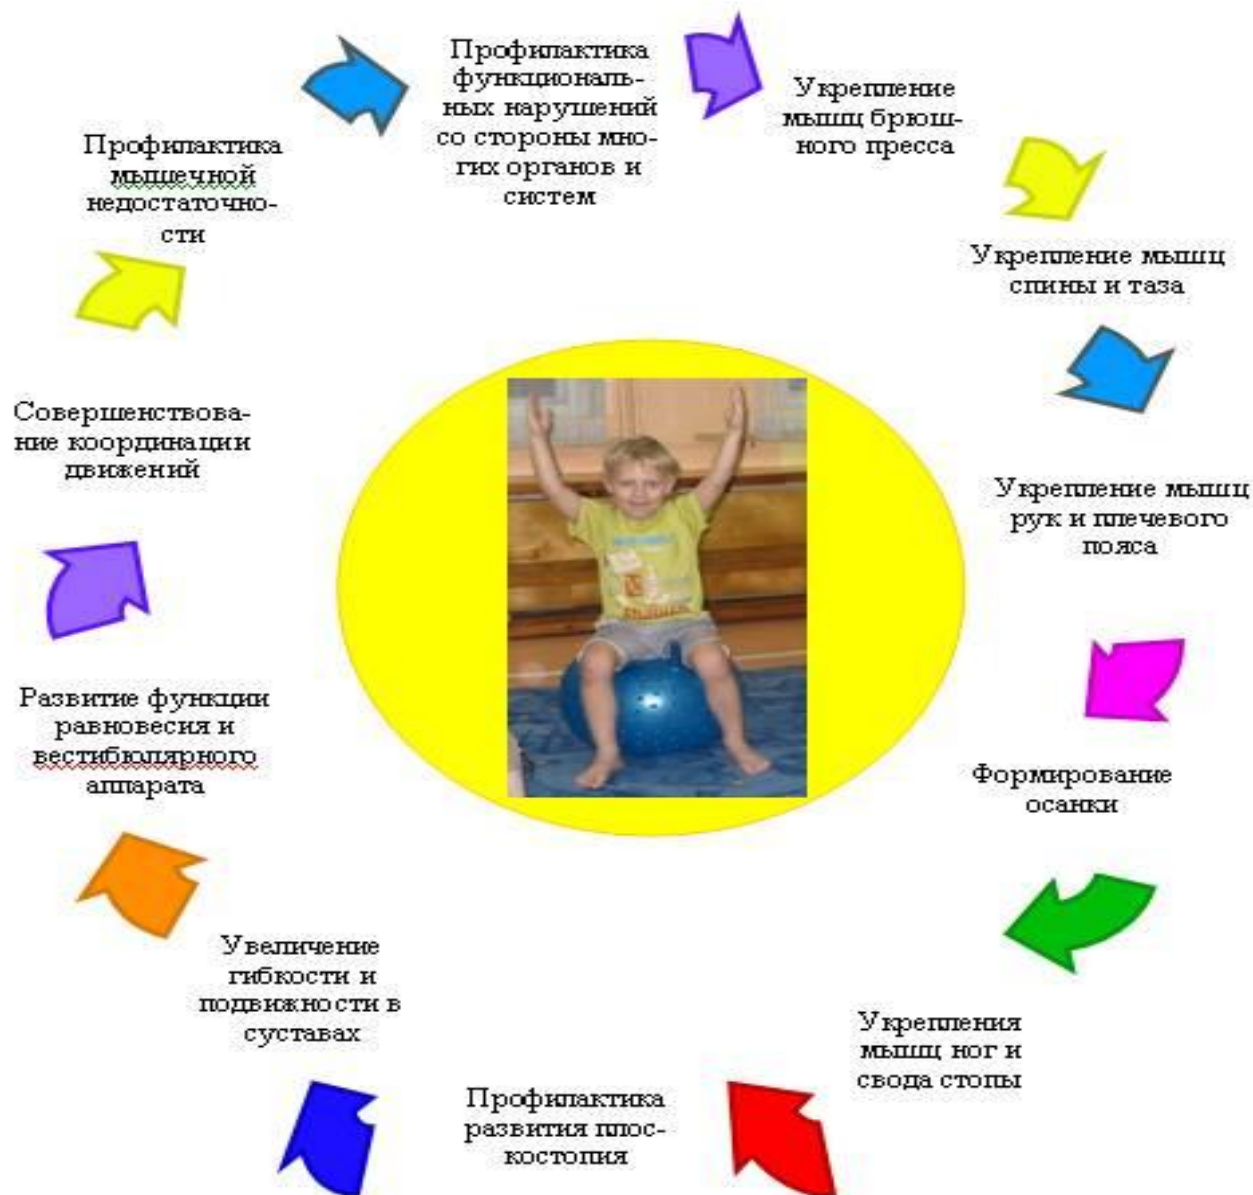 Профилактика
функциональ-
ных нарушений
со стороны мно-
гих органов и
систем
Укрепление
мышц брюш-
ного пресса
Укрепление мышц
спины и таза
Укрепление мышц
рук и плечевого
пояса
Формирование
осанки
Укрепления
мышц ног и
свода стопы
Профилактика
развития плос-
костопия
Увеличение
гибкости и
подвижности в
суставах
Развитие функции
равновесия и
вестибюлярного
аппарата
Совершенствова-
ние координации
движений
Профилактика
мышечной
недостаточно-
сти